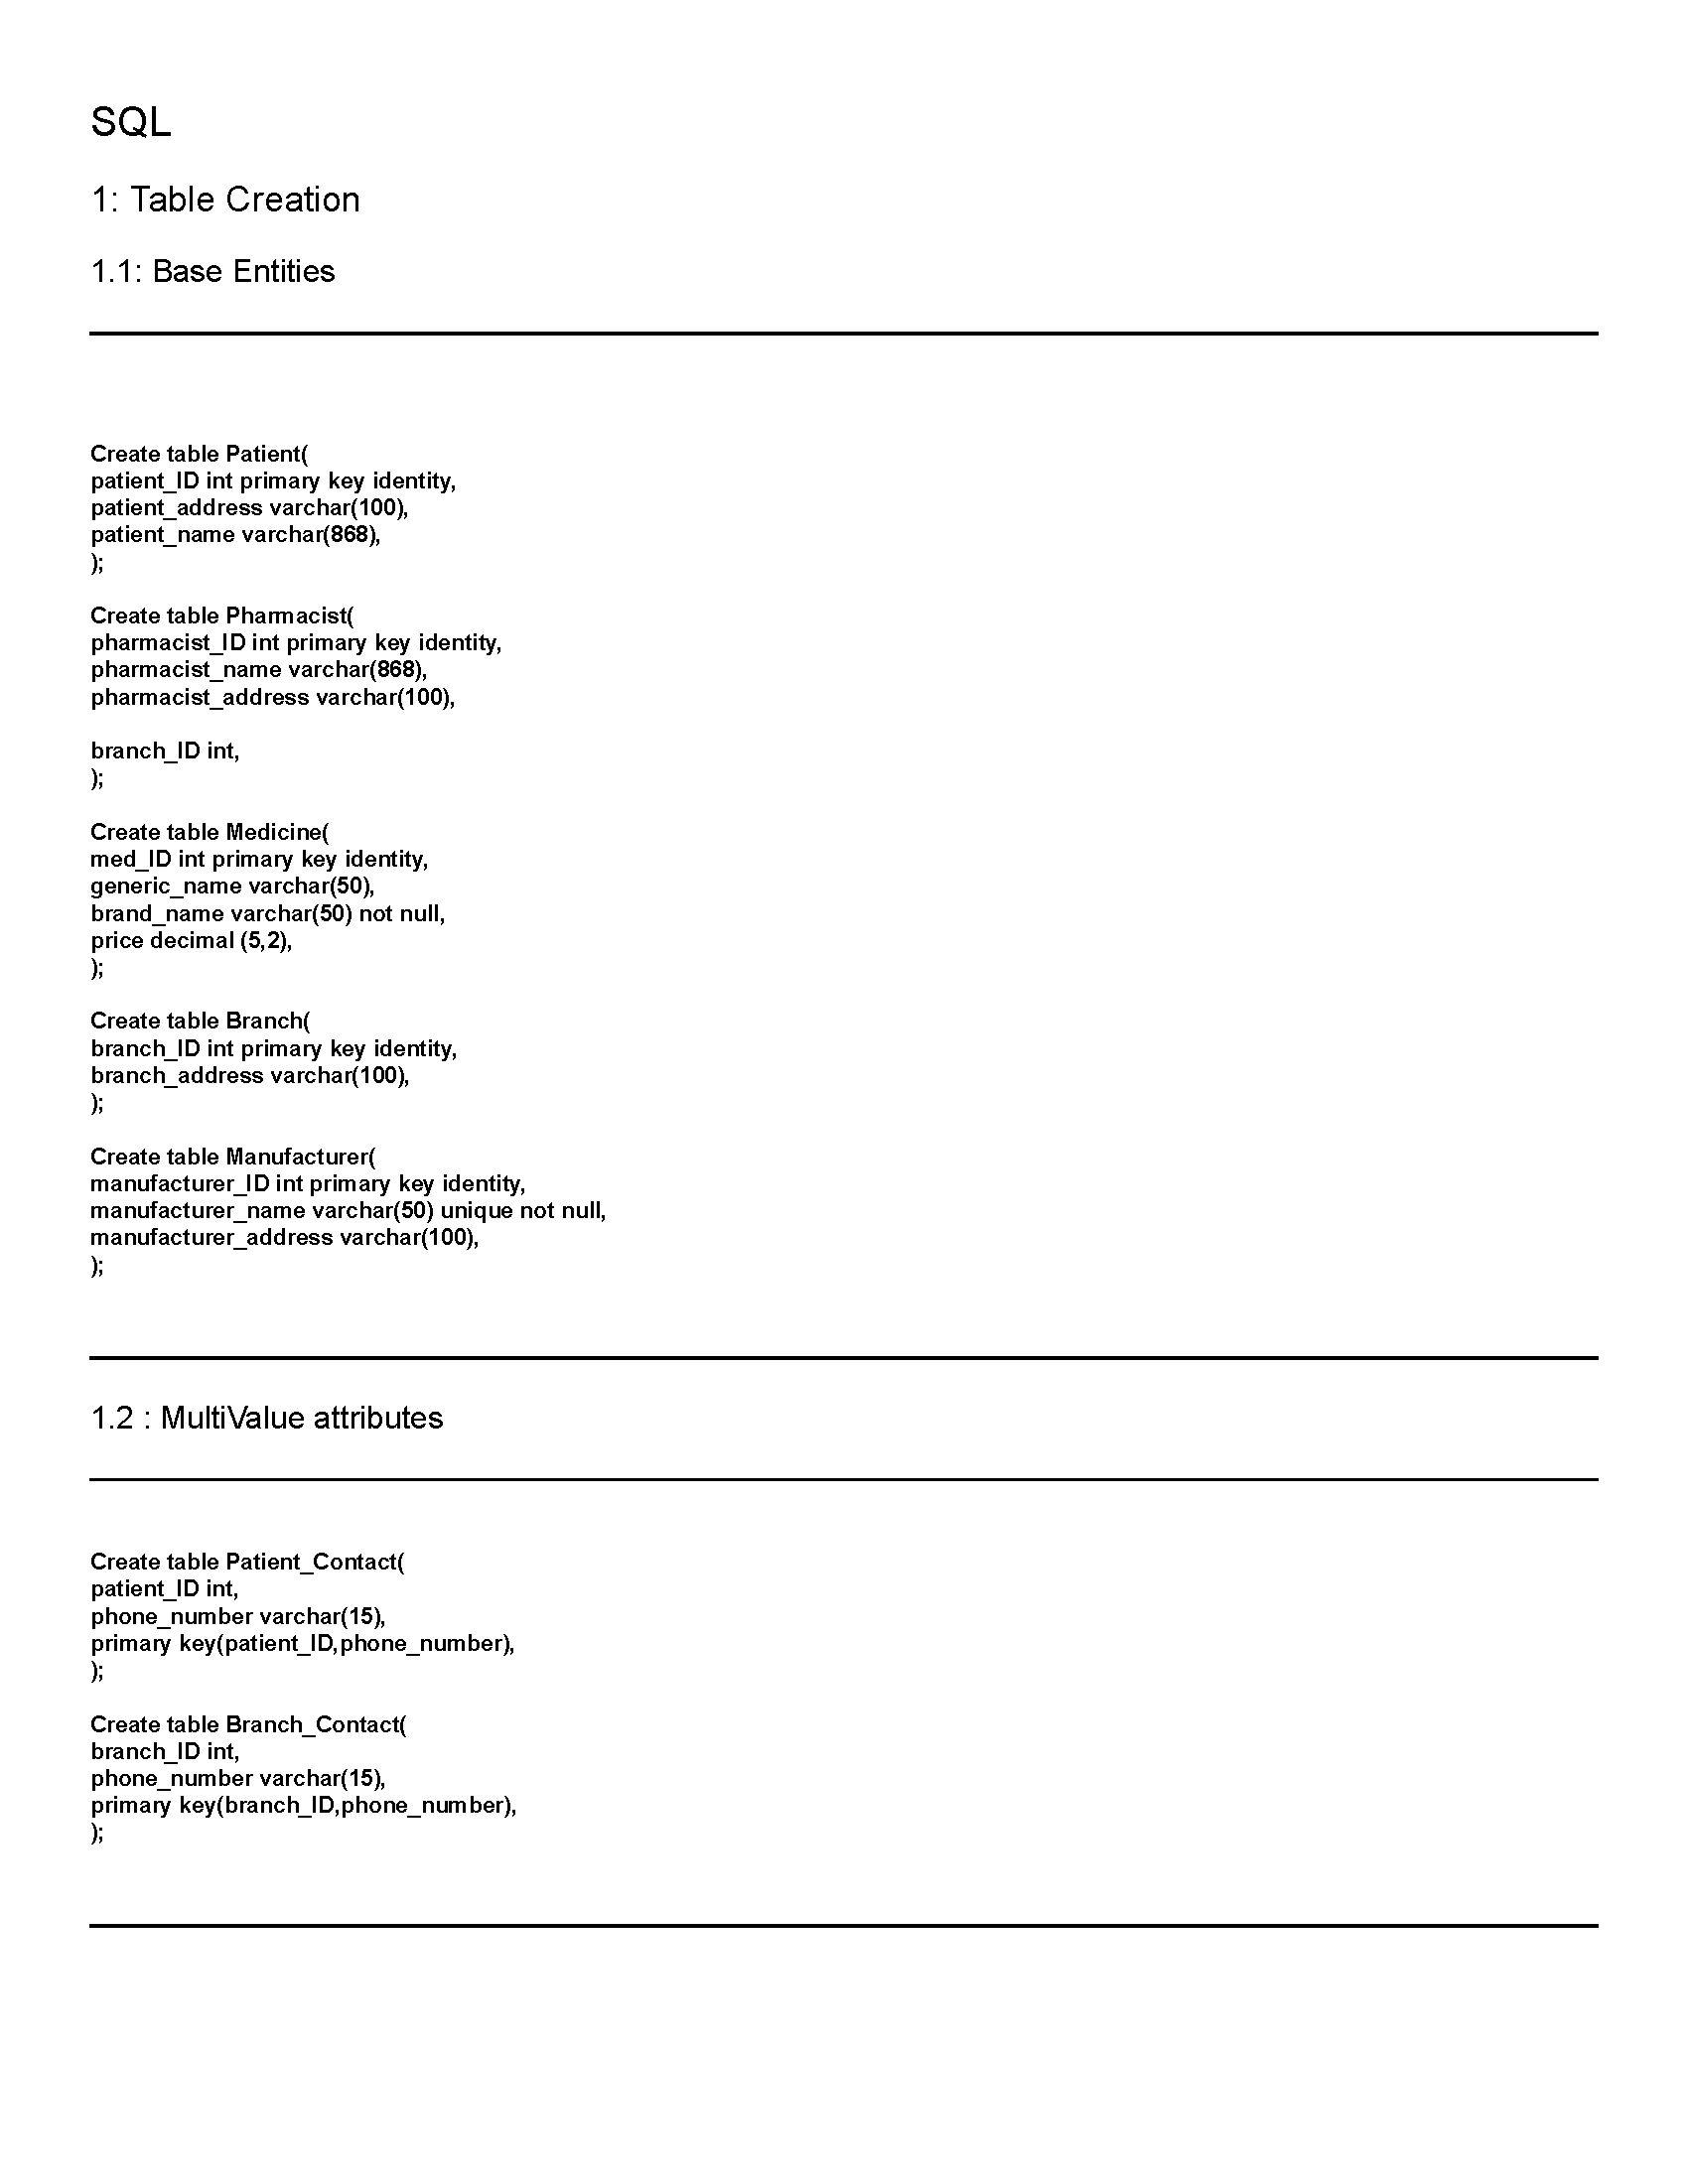 SQL
1: Table Creation
1.1: Base Entities
Create table Patient(
patient_ID int primary key identity,
patient_address varchar(100),
patient_name varchar(868),
);
Create table Pharmacist(
pharmacist_ID int primary key identity,
pharmacist_name varchar(868),
pharmacist_address varchar(100),
branch_ID int,
);
Create table Medicine(
med_ID int primary key identity,
generic_name varchar(50),
brand_name varchar(50) not null,
price decimal (5,2),
);
Create table Branch(
branch_ID int primary key identity,
branch_address varchar(100),
);
Create table Manufacturer(
manufacturer_ID int primary key identity,
manufacturer_name varchar(50) unique not null,
manufacturer_address varchar(100),
);
1.2 : MultiValue attributes
Create table Patient_Contact(
patient_ID int,
phone_number varchar(15),
primary key(patient_ID,phone_number),
);
Create table Branch_Contact(
branch_ID int,
phone_number varchar(15),
primary key(branch_ID,phone_number),
);